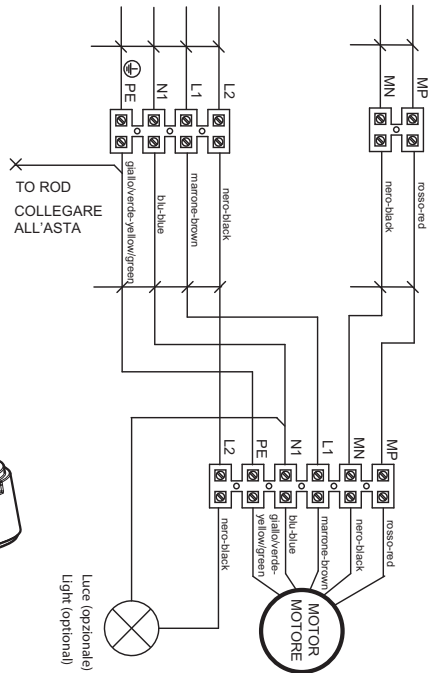 PE
N1
L1
L2
MN
MP
giallo/verde-yellow/green
blu-blue
marrone-brown
nero-black
nero-black
rosso-red
TO ROD
COLLEGARE
ALL'ASTA
L2
PE
N1
L1
MN
MP
nero-black
giallo/verde-
yellow/green
blu-blue
marrone-brown
nero-black
rosso-red
MOTOR
MOTORE
Luce (opzionale)
Light (optional)